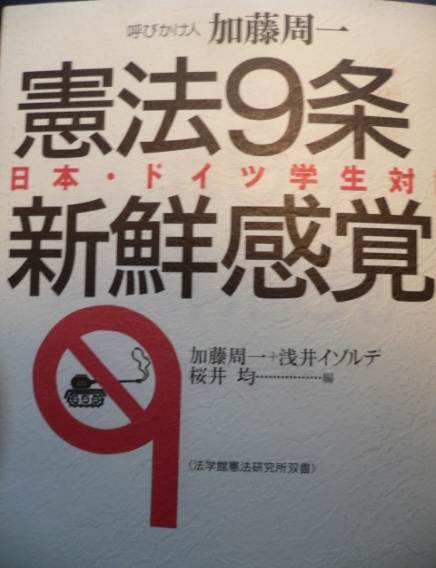 呼びかけ人 加藤周一
憲法9条
日本・ドイツ学生対
新鮮感覚
9
加藤周一+浅井イゾルデ
桜井 均………………編
〈法学館憲法研究所双書〉